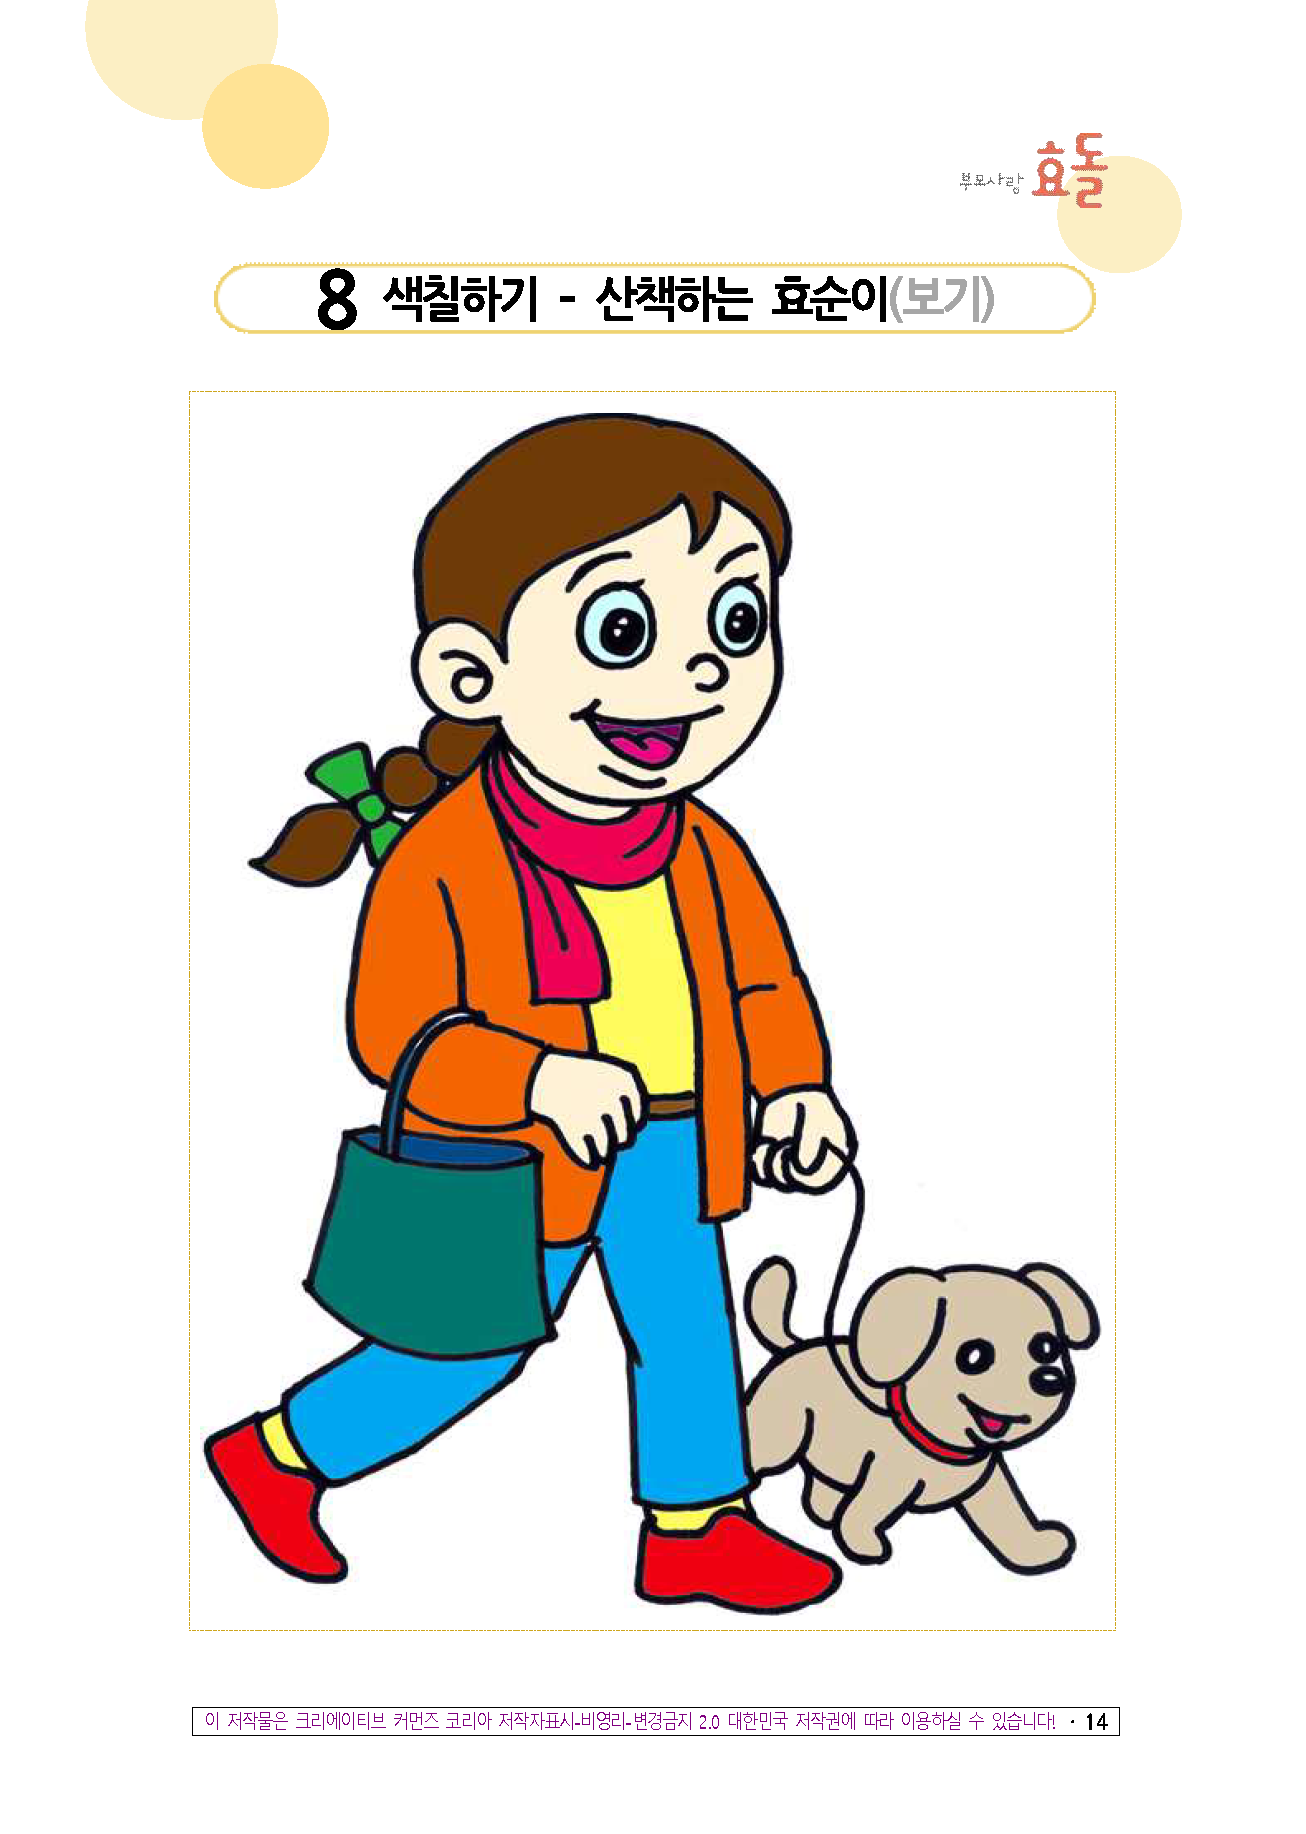 부모사랑 효돌
8 색칠하기 - 산책하는 효순이(보기)
이 저작물은 크리에이티브 커먼즈 코리아 저작자표시-비영리-변경금지 2.0 대한민국 저작권에 따라 이용하실 수 있습니다! · 14